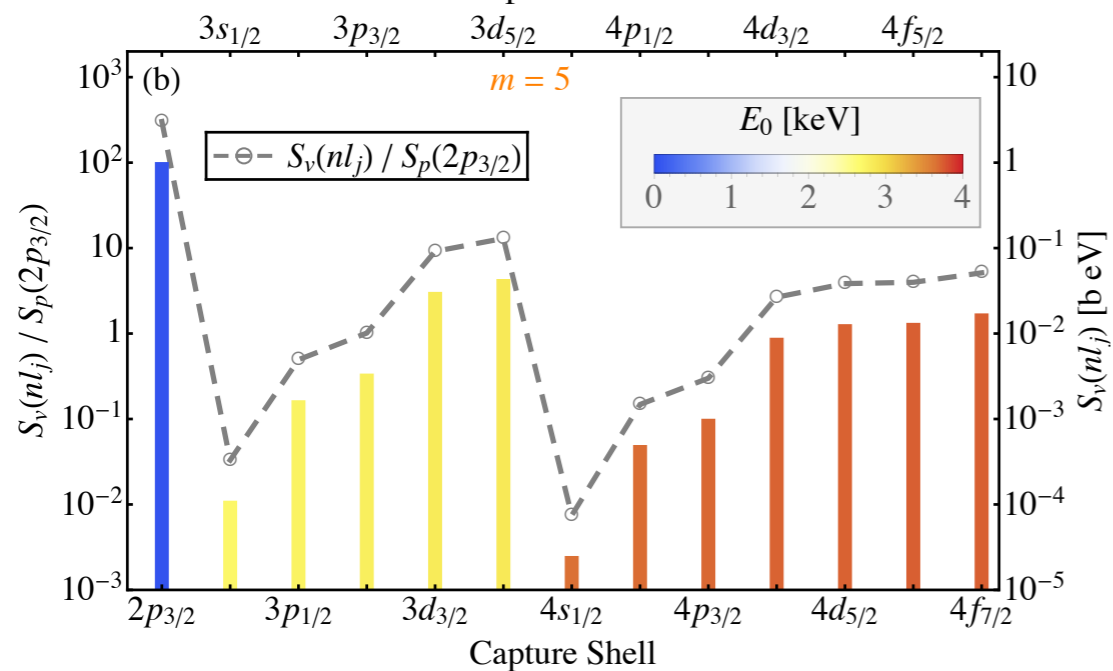 3s1/2 3p3/2 3d5/2 4p1/2 4d3/2 4f5/2
(b) m = 5
E0 [keV]
0 1 2 3 4
Sν(nlj) / Sp(2p3/2)
10³ 10² 10 1 10⁻¹ 10⁻² 10⁻³
Sν(nlj) / Sp(2p3/2)
10 1 10⁻¹ 10⁻² 10⁻³ 10⁻⁴ 10⁻⁵
Sν(nlj) [b eV]
2p3/2 3p1/2 3d3/2 4s1/2 4p3/2 4d5/2 4f7/2
Capture Shell